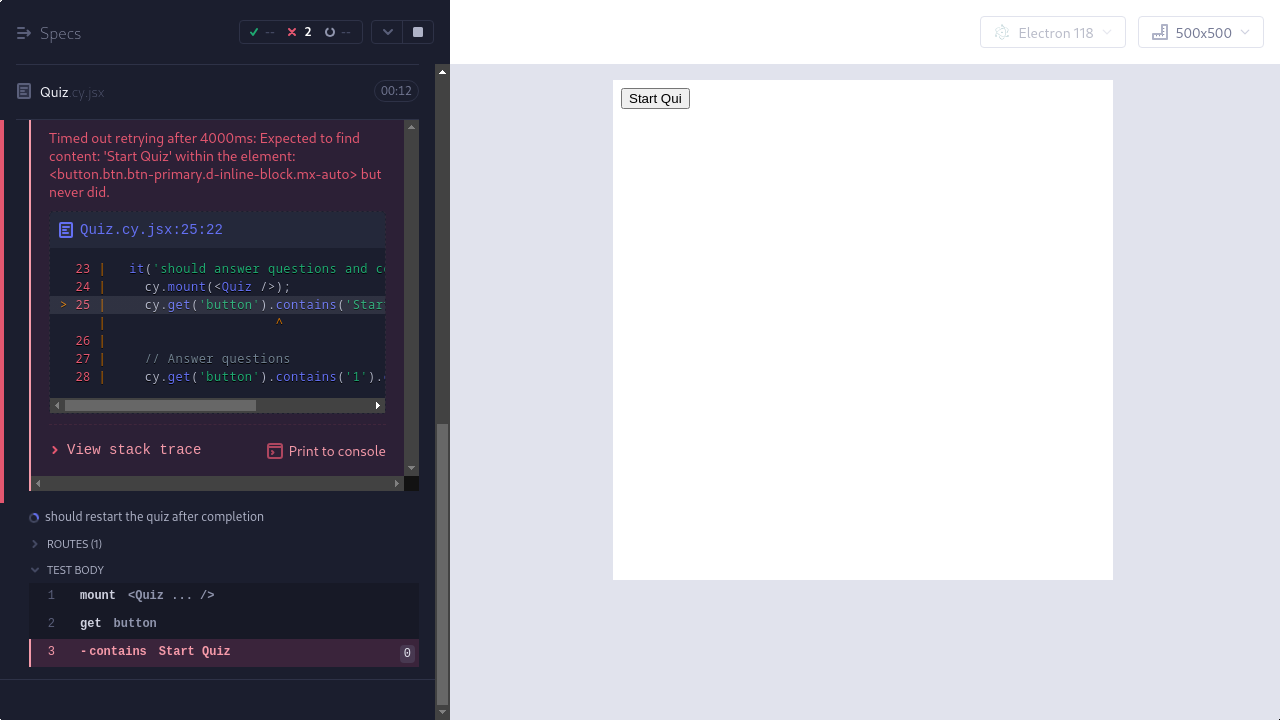 Specs
-- 2 --
Electron 118
500x500
Quiz.cy.jsx
00:12
Timed out retrying after 4000ms: Expected to find
content: 'Start Quiz' within the element:
<button.btn.btn-primary.d-inline-block.mx-auto> but
never did.
Quiz.cy.jsx:25:22
23 | it('should answer questions and co
24 | cy.mount(<Quiz />);
> 25 | cy.get('button').contains('Star
| ^
26 |
27 | // Answer questions
28 | cy.get('button').contains('1').
View stack trace
Print to console
should restart the quiz after completion
ROUTES (1)
TEST BODY
1 mount <Quiz ... />
2 get button
3 -contains Start Quiz 0
Start Qui